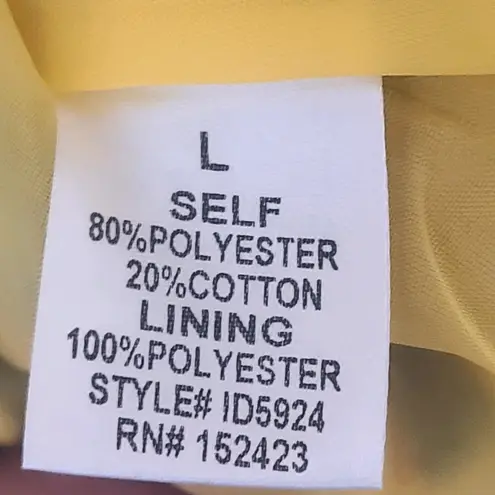 L
SELF
80%POLYESTER
20%COTTON
LINING
100%POLYESTER
STYLE# ID5924
RN# 152423